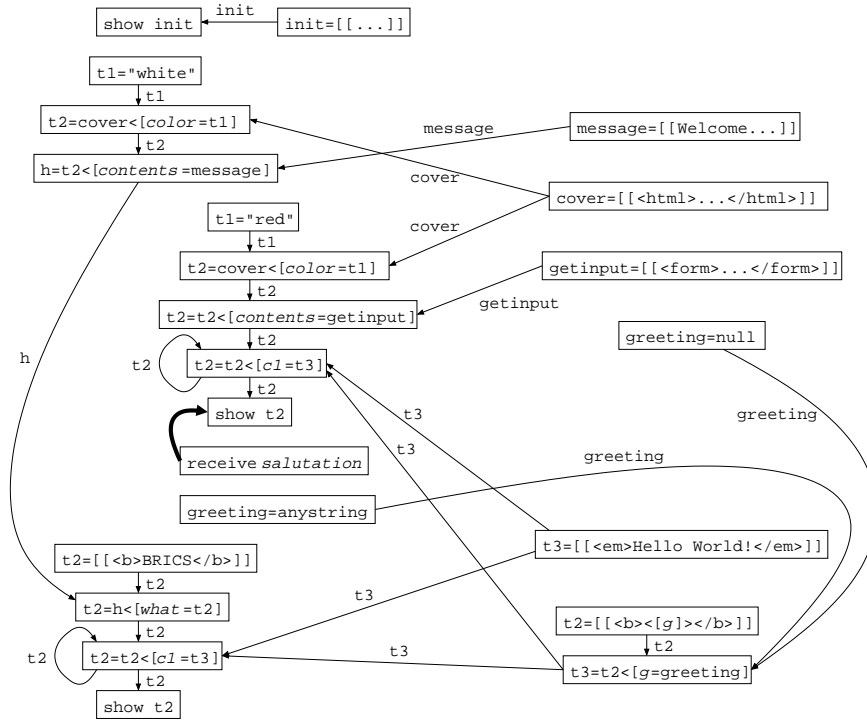 init
show init
init=[[...]]
t1="white"
t1
t2=cover<[color=t1]
message
message=[[Welcome...]]
t2
h=t2<[contents=message]
cover
cover=[[<html>...</html>]]
t1="red"
cover
t1
t2=cover<[color=t1]
getinput=[[<form>...</form>]]
t2
getinput
t2=t2<[contents=getinput]
t2
greeting=null
h
t2
t2=t2<[cl=t3]
t2
t3
show t2
greeting
t3
receive salutation
greeting
greeting=anystring
t3=[[<em>Hello World!</em>]]
t2=[[<b>BRICS</b>]]
t2
t3
t2=h<[what=t2]
t2=[[<b><[g]></b>]]
t2
t2
t2
t2=t2<[cl=t3]
t3
t3=t2<[g=greeting]
t2
show t2